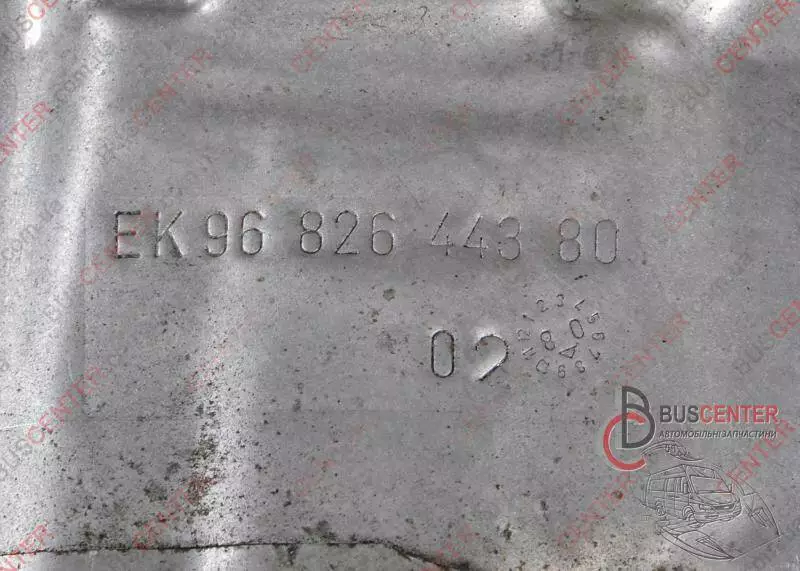 EK 96 826 443 80
02
BUSCENTER
АВТОМОБІЛЬНІ ЗАПЧАСТИНИ